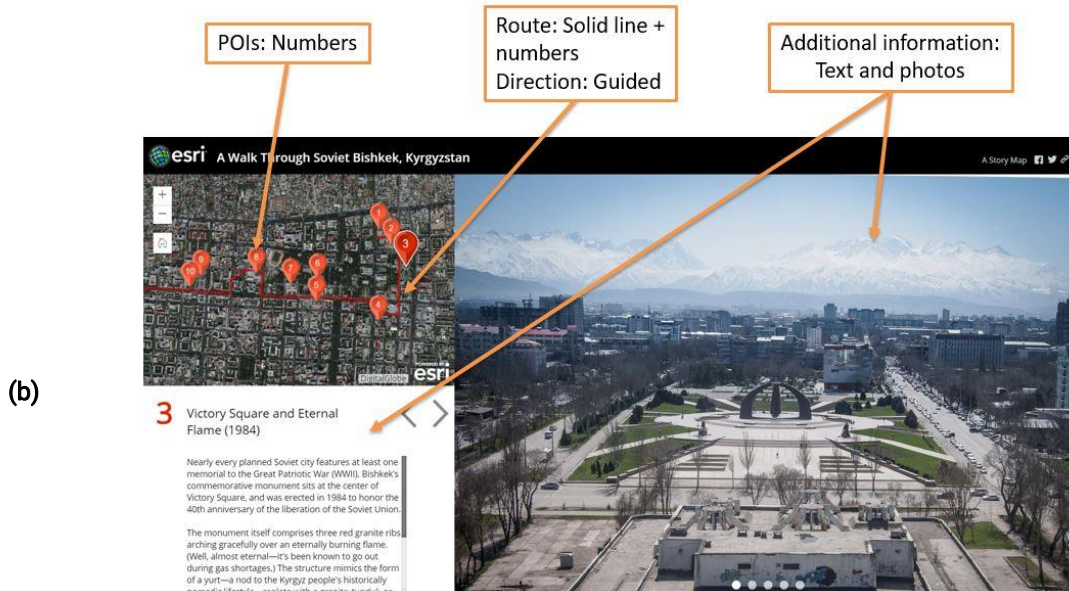 POIs: Numbers
Route: Solid line +
numbers
Direction: Guided
Additional information:
Text and photos
esri A Walk Through Soviet Bishkek, Kyrgyzstan
A Story Map
+
−
1
2
3
9
8
6
10
7
5
4
DigitalGlobe
esri
(b)
3
Victory Square and Eternal
Flame (1984)
Nearly every planned Soviet city features at least one
memorial to the Great Patriotic War (WWII). Bishkek's
commemorative monument sits at the center of
Victory Square, and was erected in 1984 to honor the
40th anniversary of the liberation of the Soviet Union.
The monument itself comprises three red granite ribs
arching gracefully over an eternally burning flame.
(Well, almost eternal—it's been known to go out
during gas shortages.) The structure mimics the form
of a yurt—a nod to the Kyrgyz people's historically